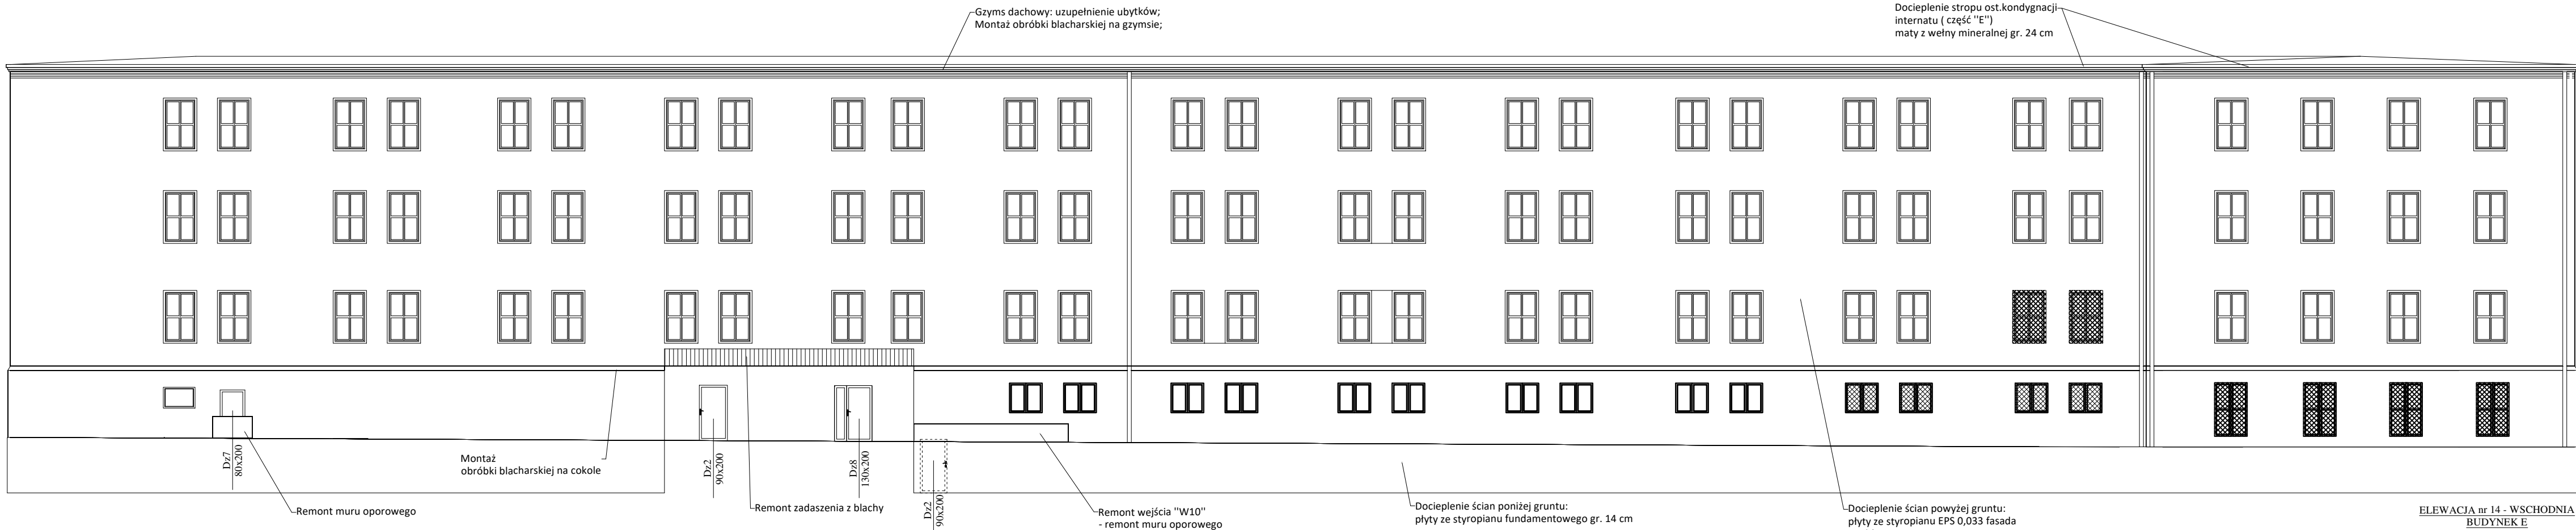 Gzyms dachowy: uzupełnienie ubytków;
Montaż obróbki blacharskiej na gzymsie;
Docieplenie stropu ost.kondygnacji
internatu ( część "E")
maty z wełny mineralnej gr. 24 cm
Dz7
80x200
Montaż
obróbki blacharskiej na cokole
Dz2
90x200
Dz8
130x200
Dz2
90x200
Remont muru oporowego
Remont zadaszenia z blachy
Remont wejścia "W10"
- remont muru oporowego
Docieplenie ścian poniżej gruntu:
płyty ze styropianu fundamentowego gr. 14 cm
Docieplenie ścian powyżej gruntu:
płyty ze styropianu EPS 0,033 fasada
ELEWACJA nr 14 - WSCHODNIA
BUDYNEK E